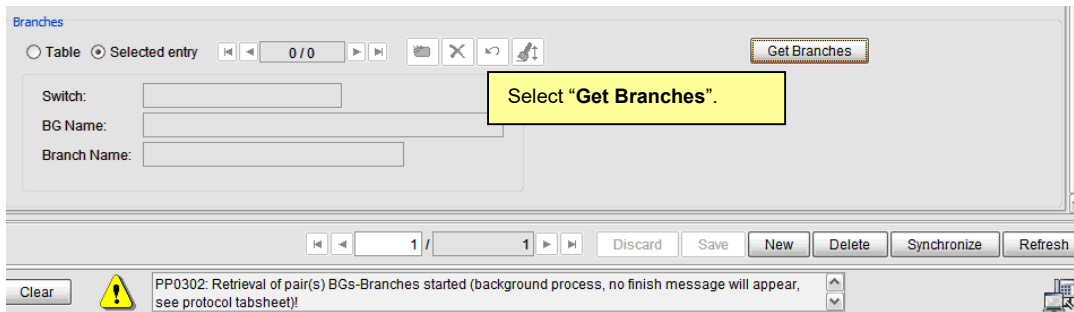 Branches
Table Selected entry 0 / 0 Get Branches
Select “Get Branches”.
Switch:
BG Name:
Branch Name:
1 / 1 Discard Save New Delete Synchronize Refresh
Clear PP0302: Retrieval of pair(s) BGs-Branches started (background process, no finish message will appear,
see protocol tabsheet)!